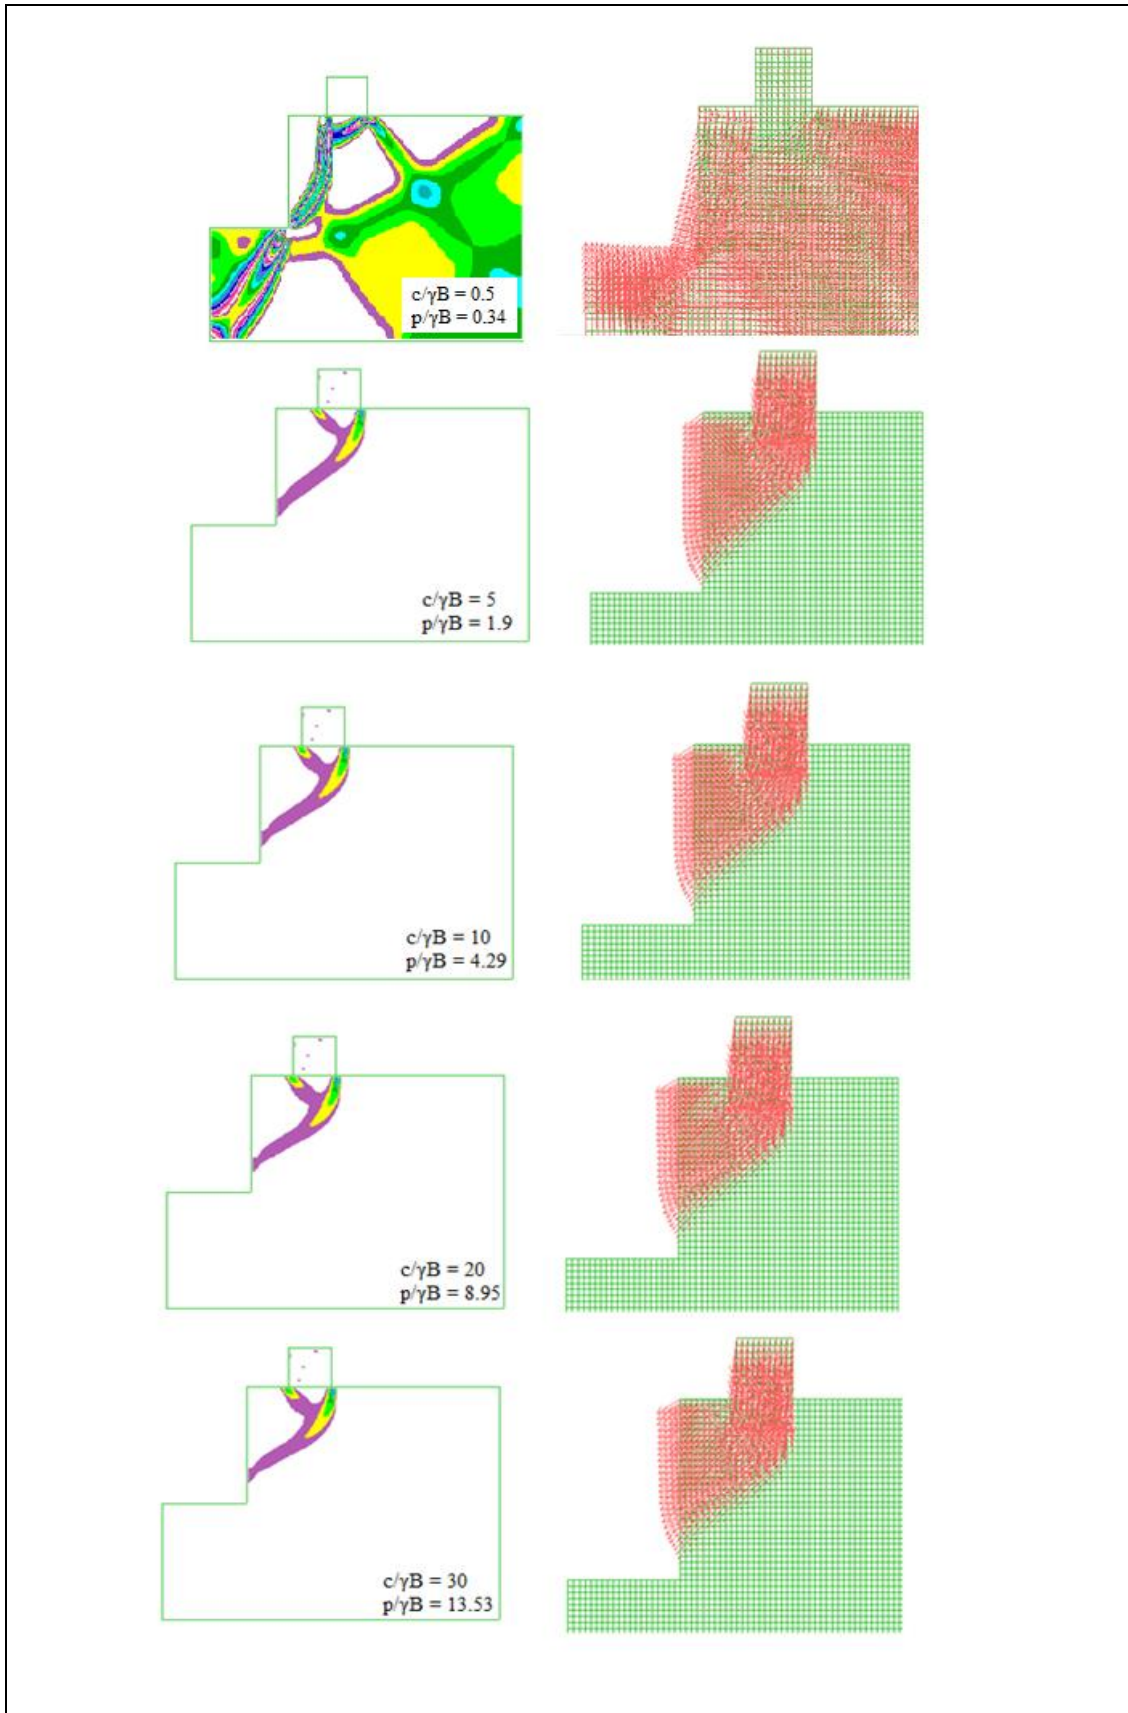 c/γB = 0.5
p/γB = 0.34
c/γB = 5
p/γB = 1.9
c/γB = 10
p/γB = 4.29
c/γB = 20
p/γB = 8.95
c/γB = 30
p/γB = 13.53